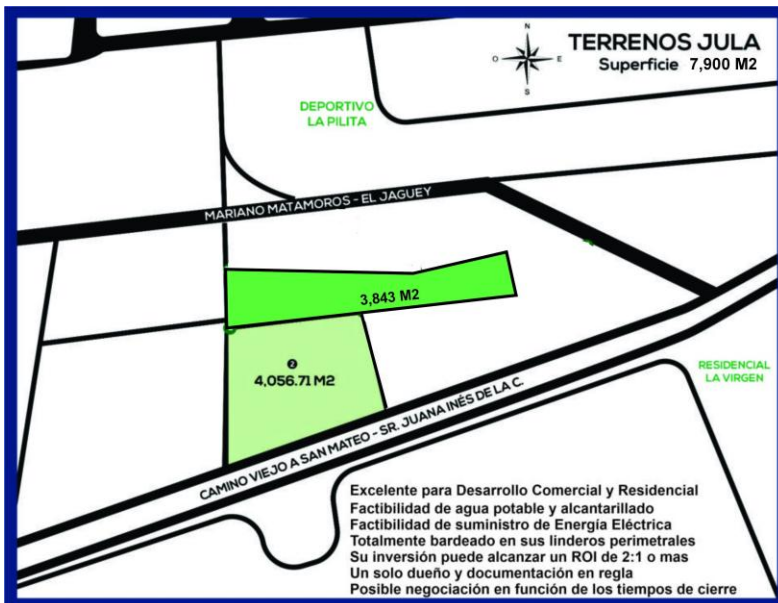 TERRENOS JULA
Superficie 7,900 M2
N
O
E
S
DEPORTIVO
LA PILITA
MARIANO MATAMOROS - EL JAGUEY
3,843 M2
2
4,056.71 M2
RESIDENCIAL
LA VIRGEN
CAMINO VIEJO A SAN MATEO - SR. JUANA INÉS DE LA C.
Excelente para Desarrollo Comercial y Residencial
Factibilidad de agua potable y alcantarillado
Factibilidad de suministro de Energía Eléctrica
Totalmente bardeado en sus linderos perimetrales
Su inversión puede alcanzar un ROI de 2:1 o mas
Un solo dueño y documentación en regla
Posible negociación en función de los tiempos de cierre